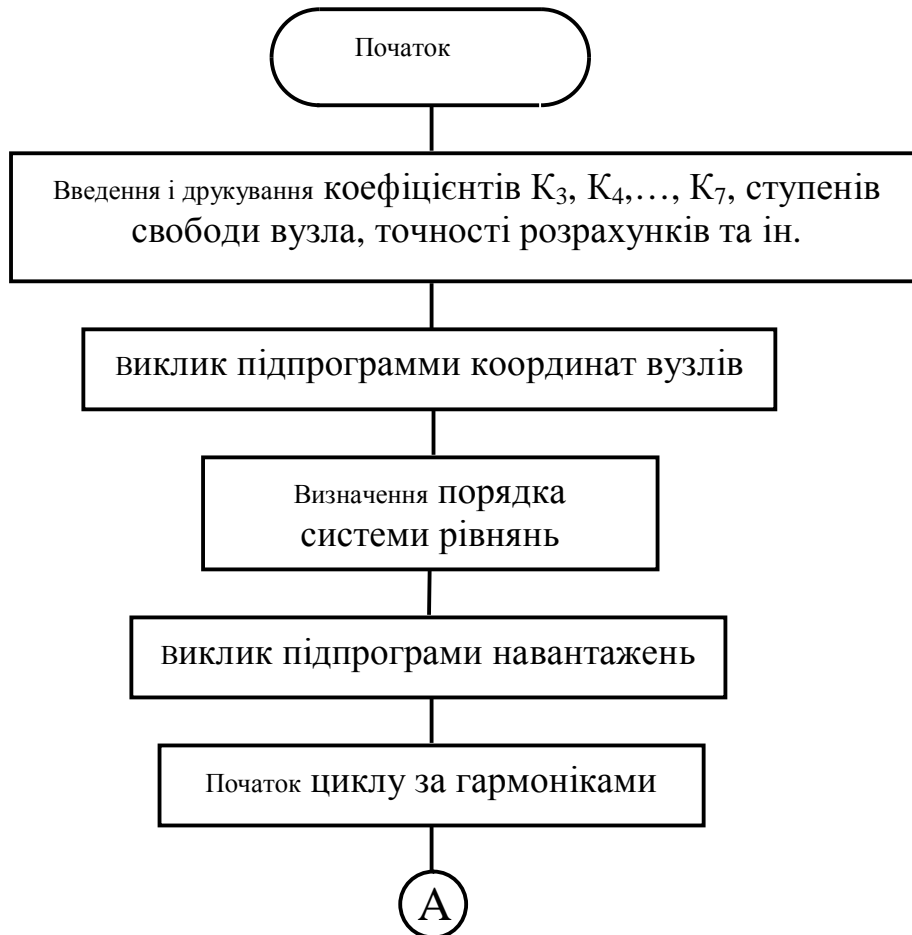 Початок
Введення і друкування коефіцієнтів К₃, К₄,…, К₇, ступенів
свободи вузла, точності розрахунків та ін.
Виклик підпрограмми координат вузлів
Визначення порядка
системи рівнянь
Виклик підпрограми навантажень
Початок циклу за гармоніками
А